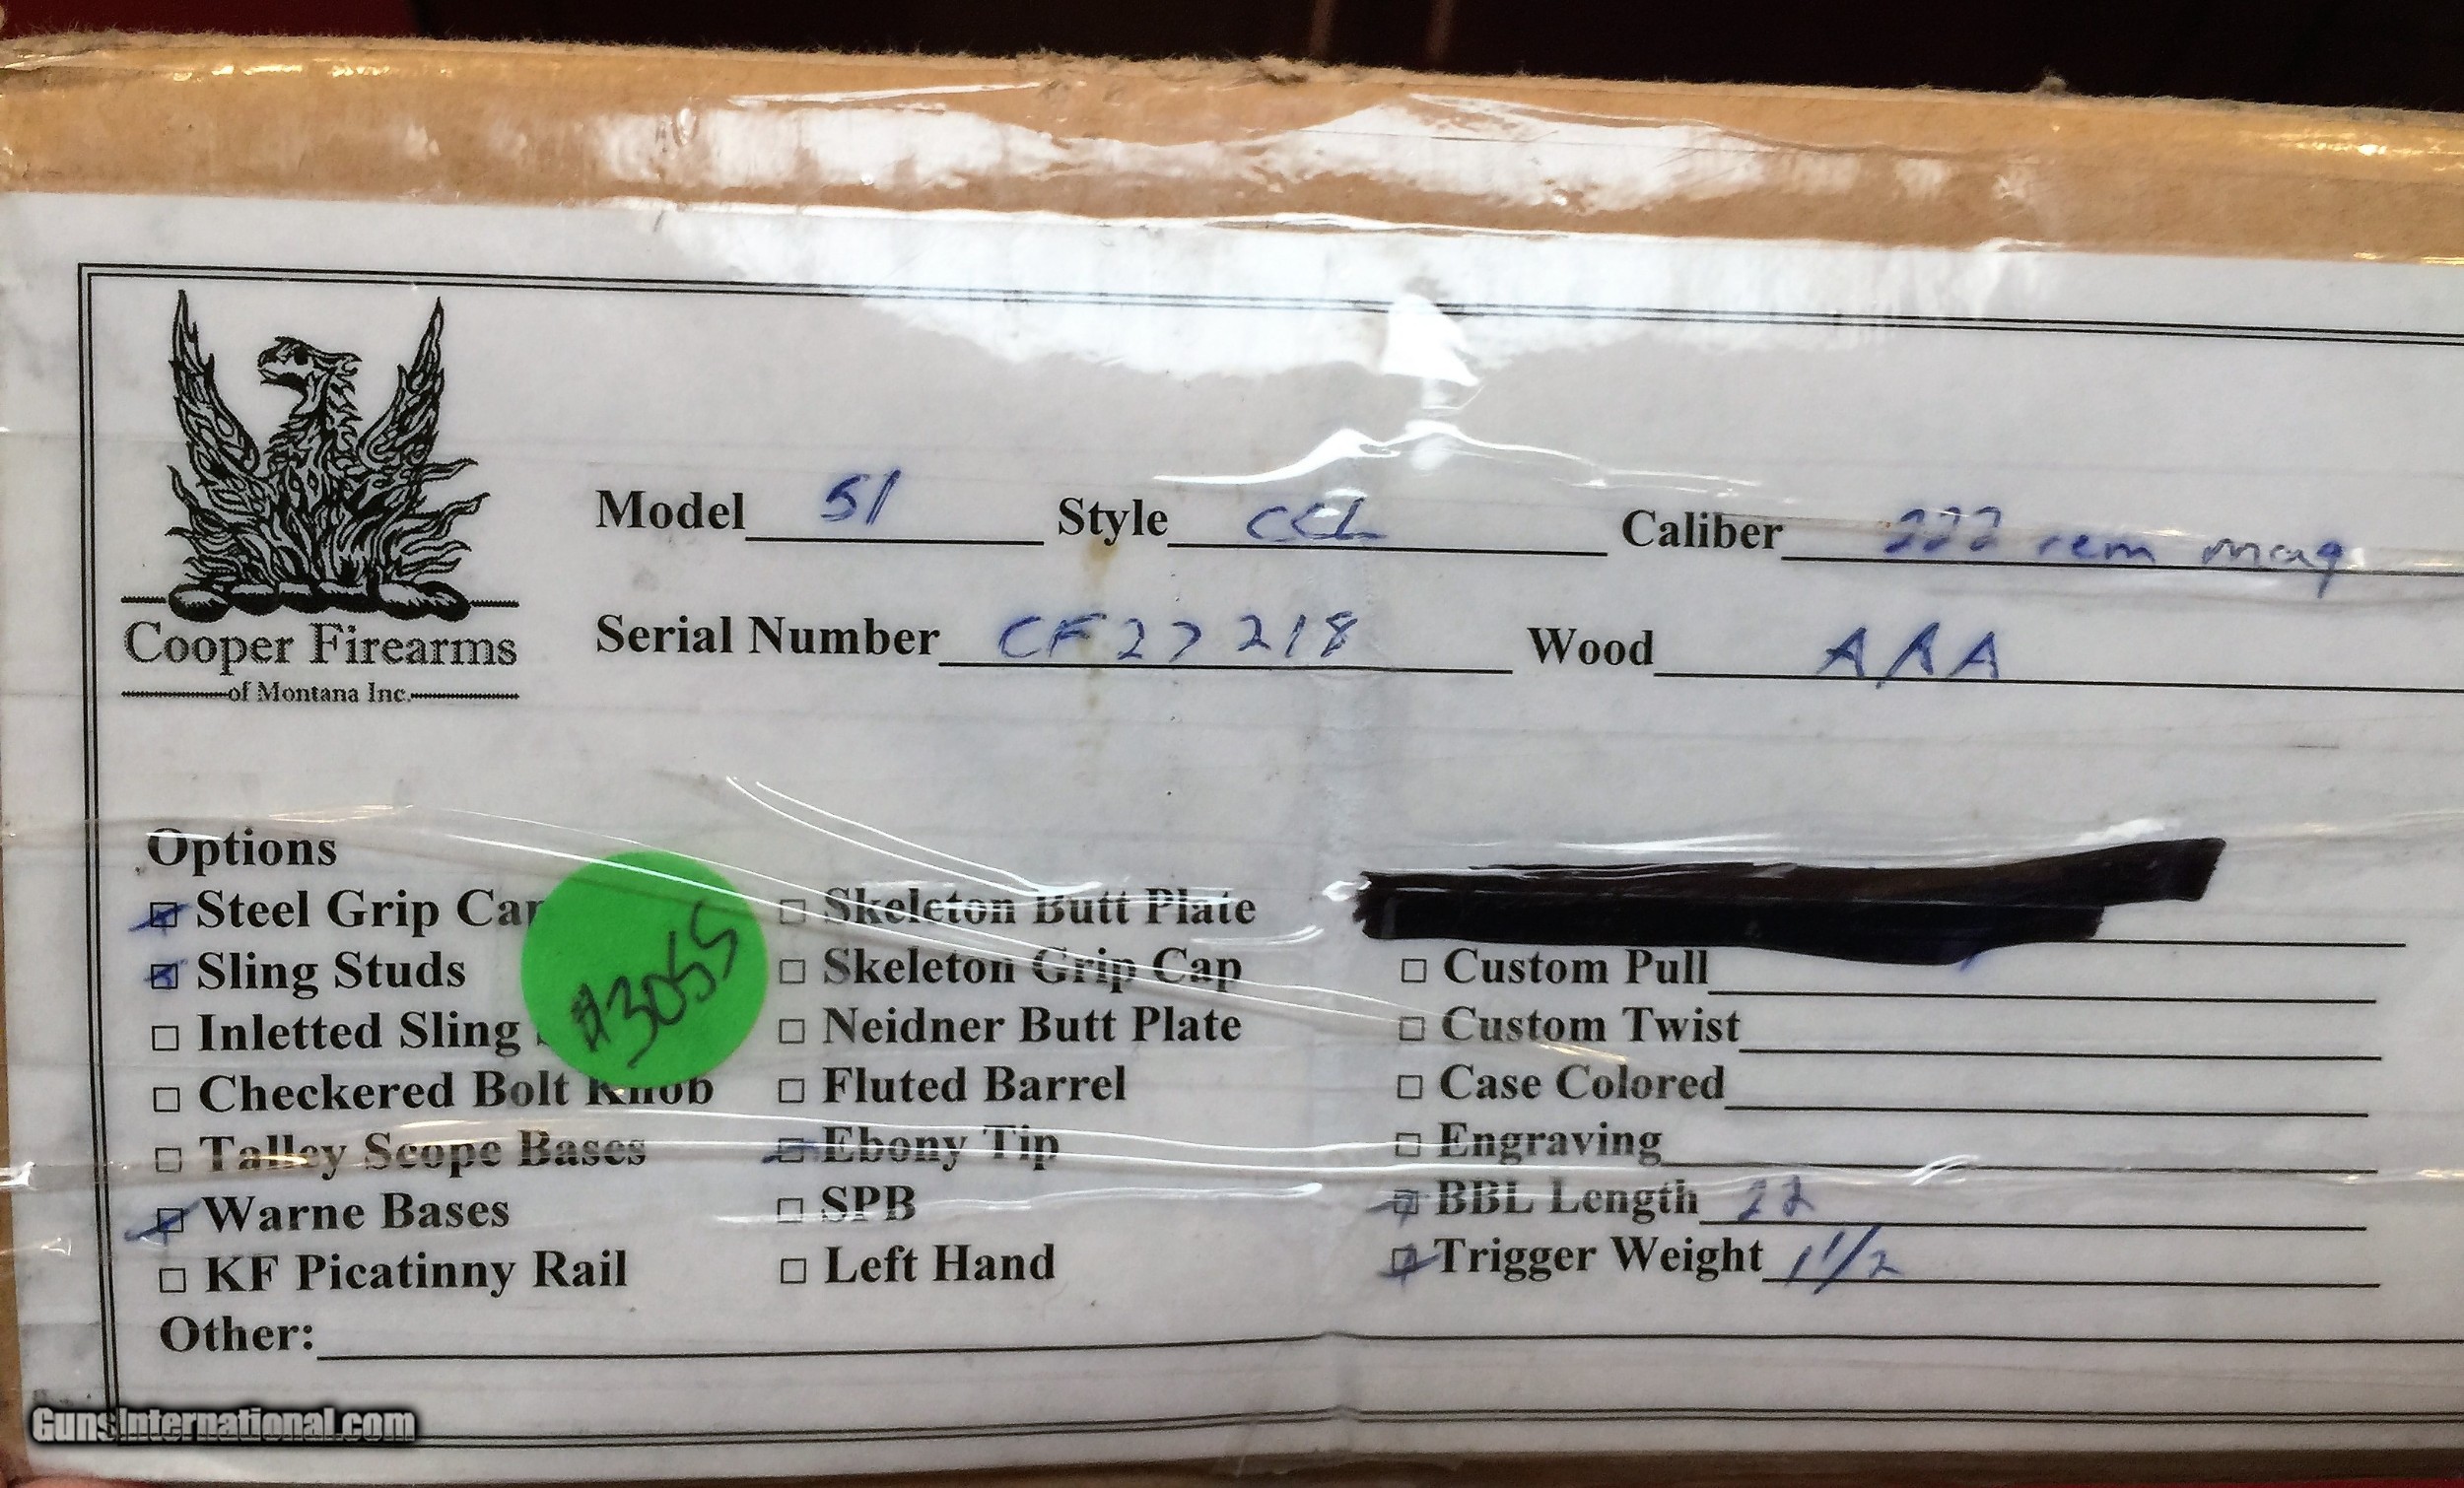 Model 51 Style CCL Caliber 222 rem mag
Serial Number CF27218 Wood AAA
Cooper Firearms
of Montana Inc.
Options
Steel Grip Cap
Skeleton Butt Plate
Sling Studs
Skeleton Grip Cap
Custom Pull
#3055
Inletted Sling
Neidner Butt Plate
Custom Twist
Checkered Bolt Knob
Fluted Barrel
Case Colored
Talley Scope Bases
Ebony Tip
Engraving
Warne Bases
SPB
BBL Length 22
KF Picatinny Rail
Left Hand
Trigger Weight 1 1/2
Other:
GunsInternational.com